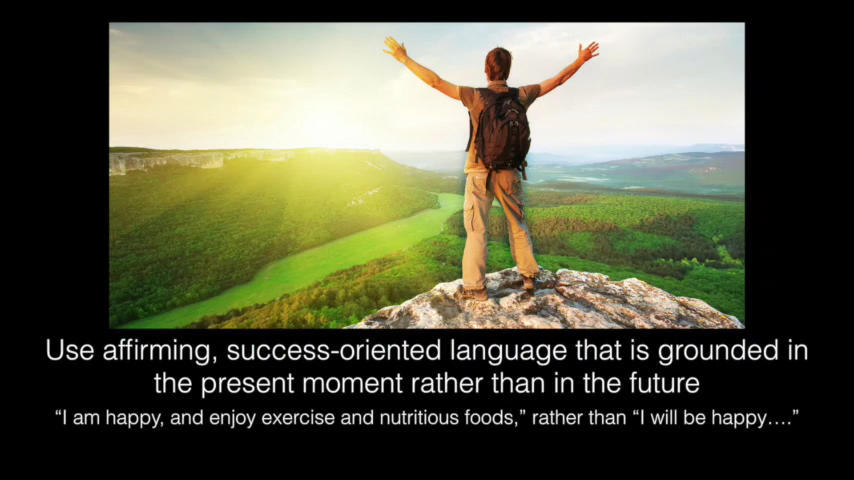 Use affirming, success-oriented language that is grounded in
the present moment rather than in the future
“I am happy, and enjoy exercise and nutritious foods,” rather than “I will be happy….”